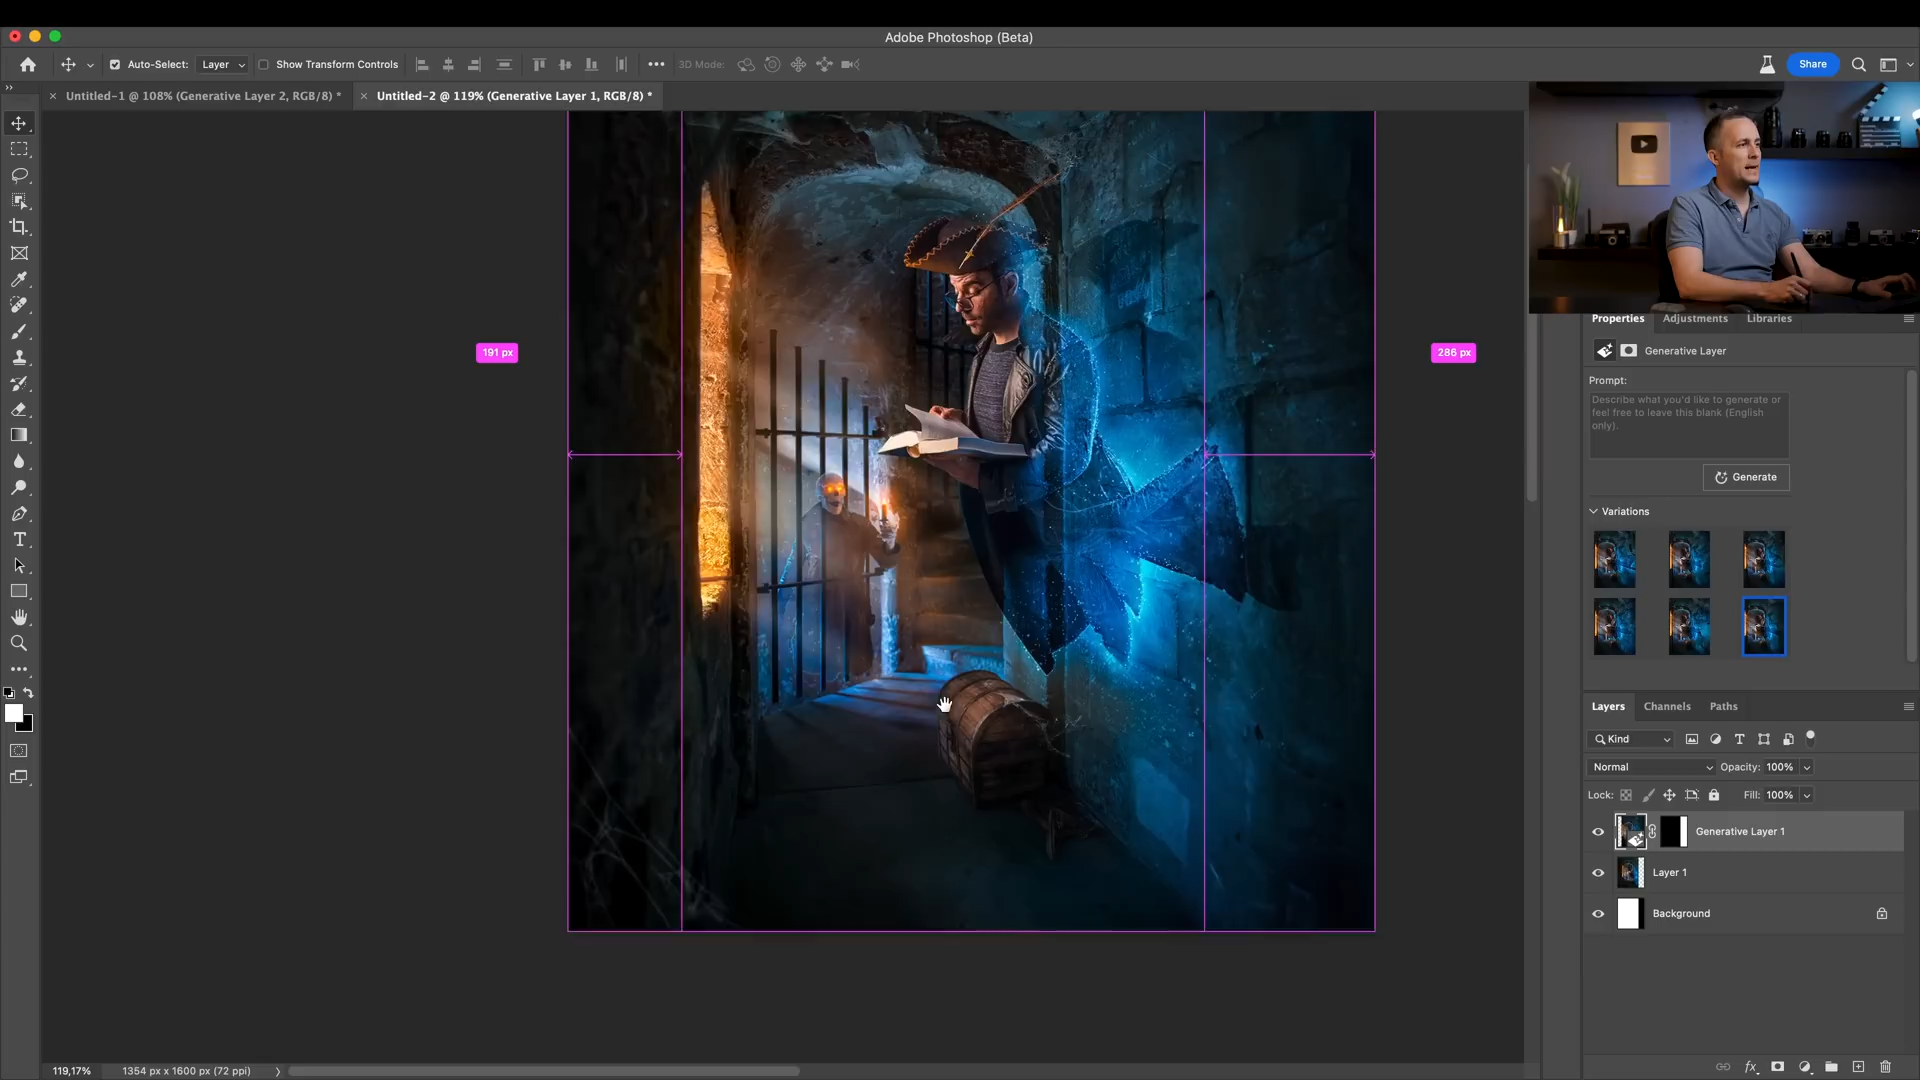 Adobe Photoshop (Beta)
Auto-Select: Layer Show Transform Controls 3D Mode: Share
Untitled-1 @ 108% (Generative Layer 2, RGB/8) * Untitled-2 @ 119% (Generative Layer 1, RGB/8) *
191 px
286 px
Properties Adjustments Libraries
Generative Layer
Prompt:
Describe what you'd like to generate or
feel free to leave this blank (English
only).
Generate
Variations
Layers Channels Paths
Kind
Normal Opacity: 100%
Lock: Fill: 100%
Generative Layer 1
Layer 1
Background
119,17% 1354 px x 1600 px (72 ppi)